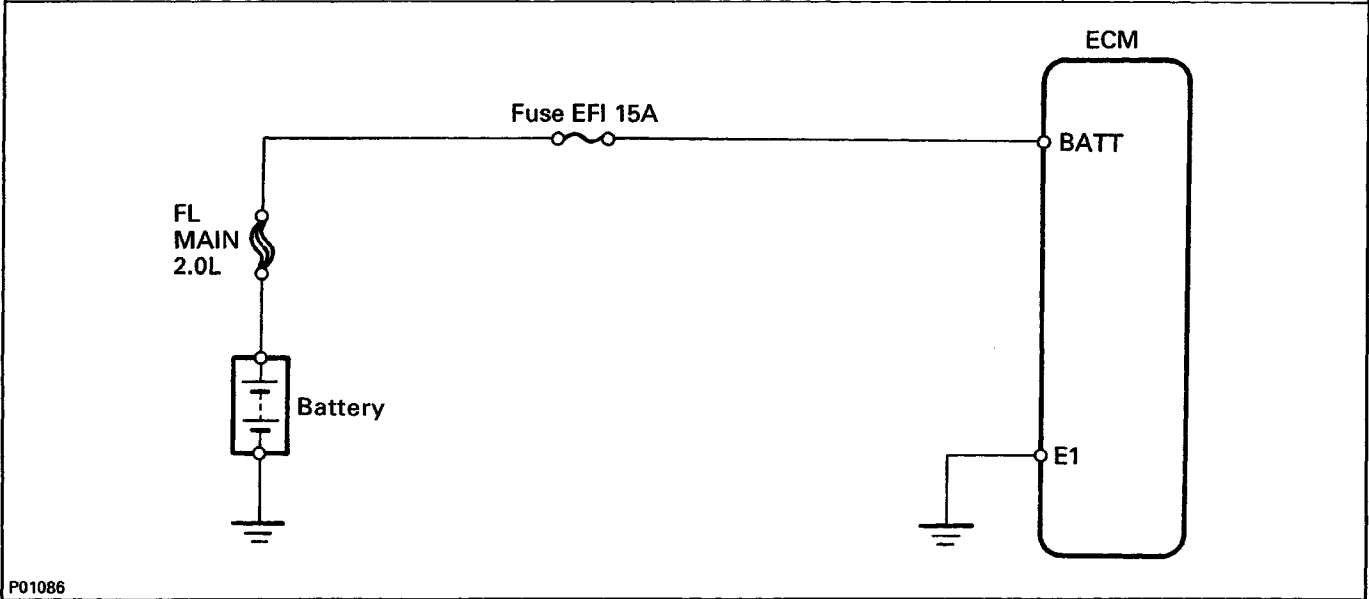 ECM
Fuse EFI 15A
BATT
FL
MAIN
2.0L
Battery
E1
P01086